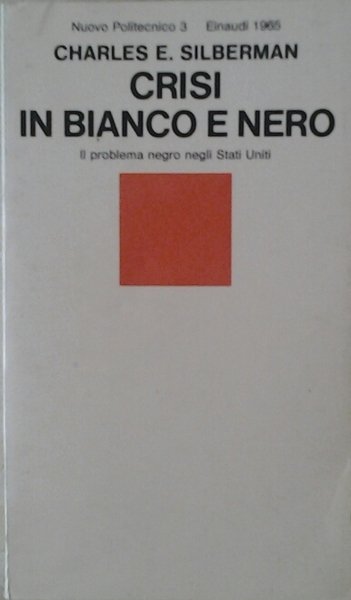 Nuovo Politecnico 3 Einaudi 1965
CHARLES E. SILBERMAN
CRISI
IN BIANCO E NERO
Il problema negro negli Stati Uniti